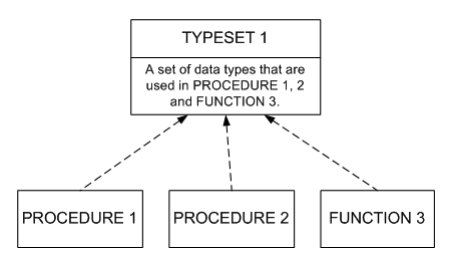 TYPESET 1
A set of data types that are
used in PROCEDURE 1, 2
and FUNCTION 3.
PROCEDURE 1
PROCEDURE 2
FUNCTION 3